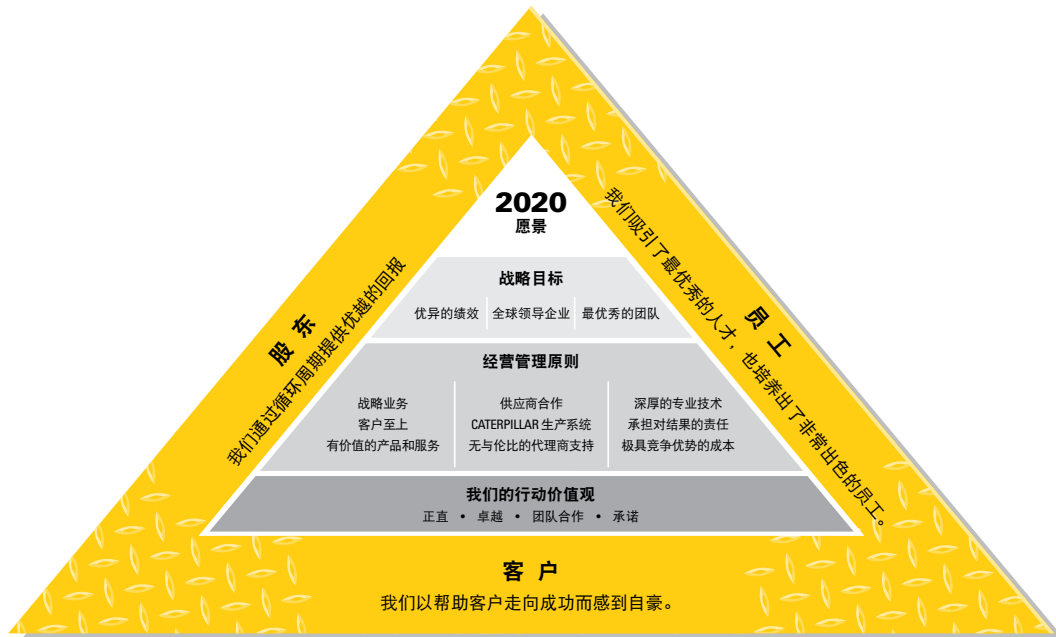 2020
愿景
战略目标
优异的绩效 全球领导企业 最优秀的团队
经营管理原则
战略业务
客户至上
有价值的产品和服务
供应商合作
CATERPILLAR 生产系统
无与伦比的代理商支持
深厚的专业技术
承担对结果的责任
极具竞争优势的成本
我们的行动价值观
正直 • 卓越 • 团队合作 • 承诺
股东
我们通过循环周期提供优越的回报
员工
我们吸引了最优秀的人才，也培养出了非常出色的员工。
客户
我们以帮助客户走向成功而感到自豪。